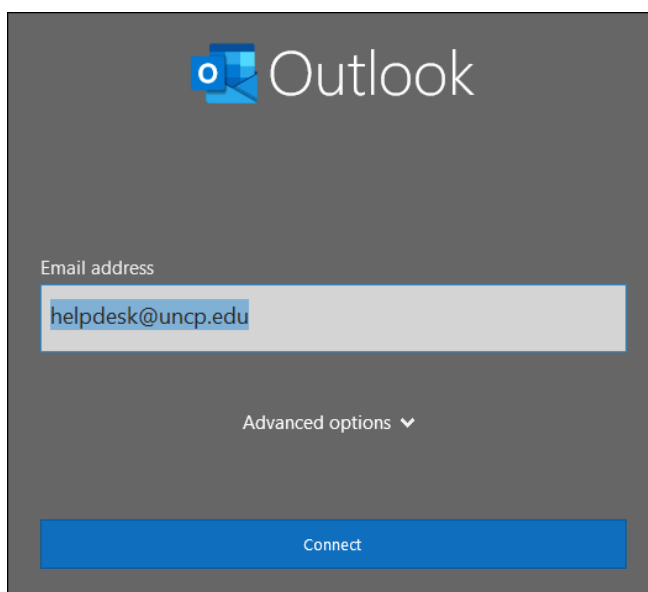 Outlook
Email address
helpdesk@uncp.edu
Advanced options
Connect